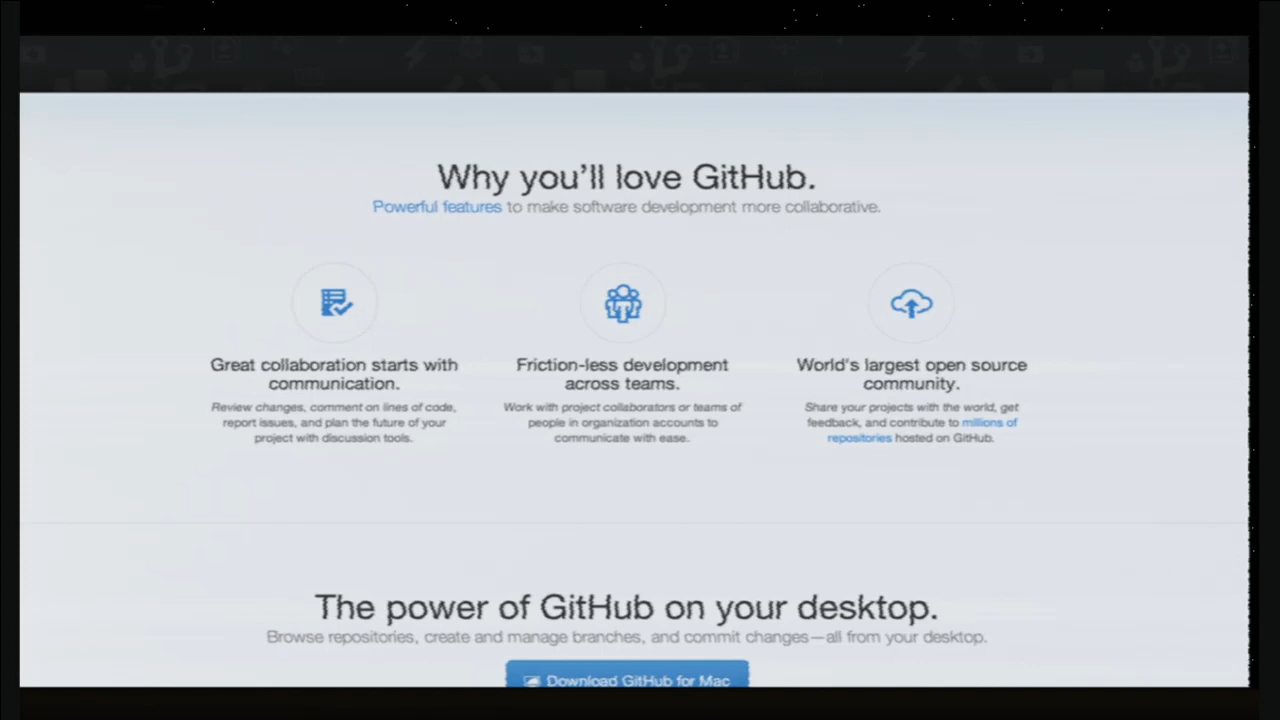 Why you'll love GitHub.
Powerful features to make software development more collaborative.
Great collaboration starts with
communication.
Review changes, comment on lines of code,
report issues, and plan the future of your
project with discussion tools.
Friction-less development
across teams.
Work with project collaborators or teams of
people in organization accounts to
communicate with ease.
World's largest open source
community.
Share your projects with the world, get
feedback, and contribute to millions of
repositories hosted on GitHub.
The power of GitHub on your desktop.
Browse repositories, create and manage branches, and commit changes—all from your desktop.
Download GitHub for Mac